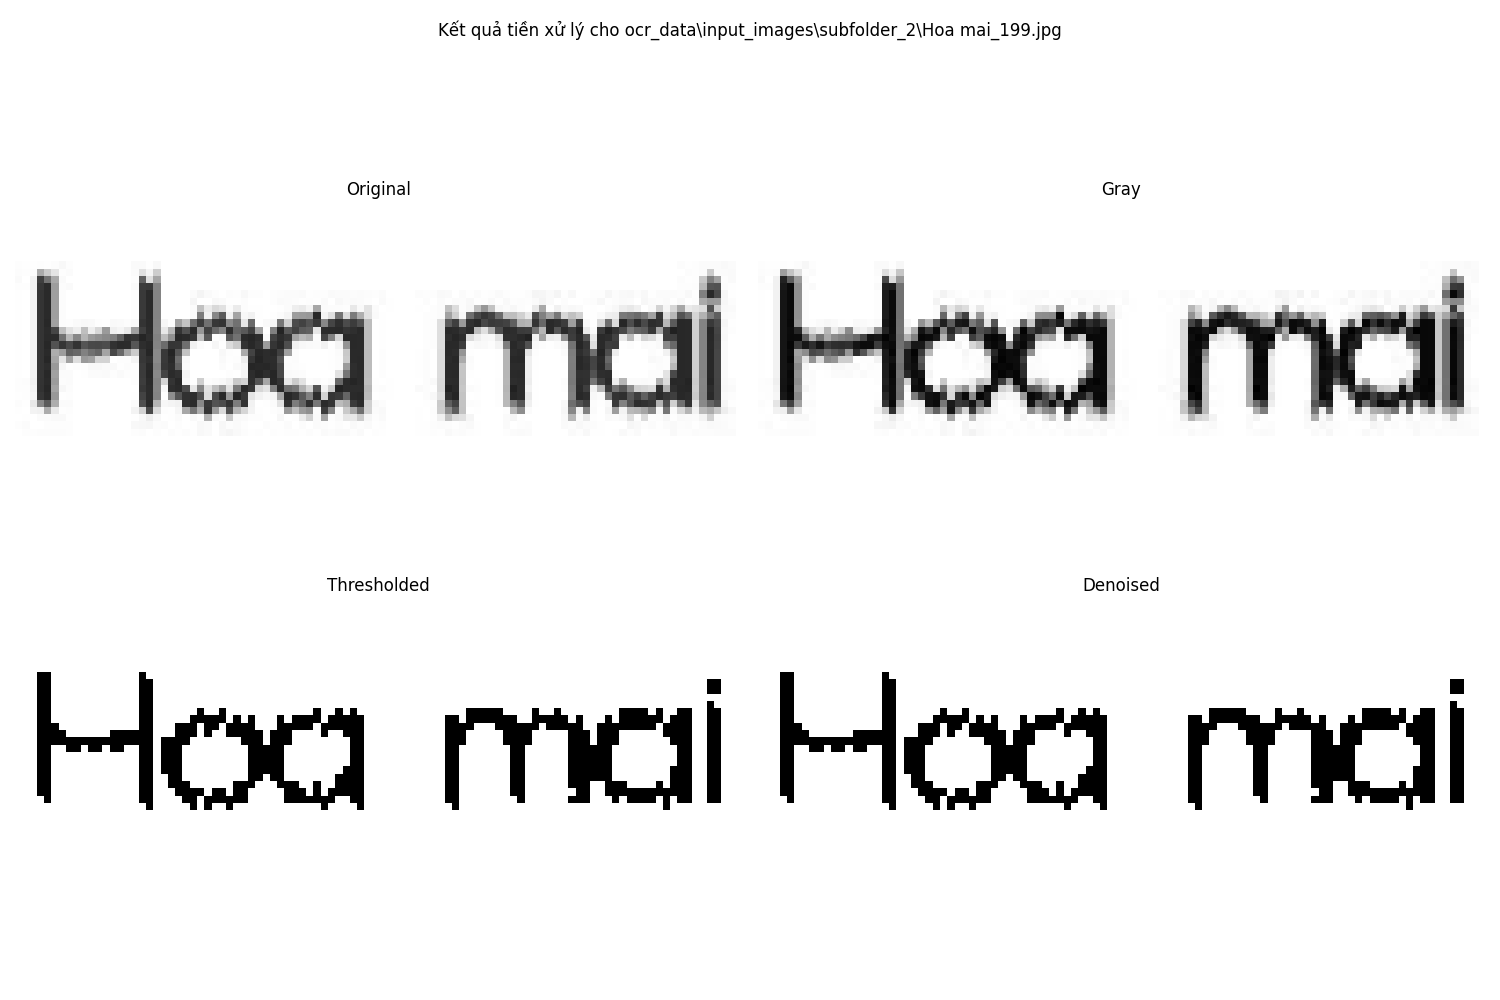 Kết quả tiền xử lý cho ocr_data\input_images\subfolder_2\Hoa mai_199.jpg
Original
Gray
Hoa mai
Hoa mai
Thresholded
Denoised
Hoa mai
Hoa mai